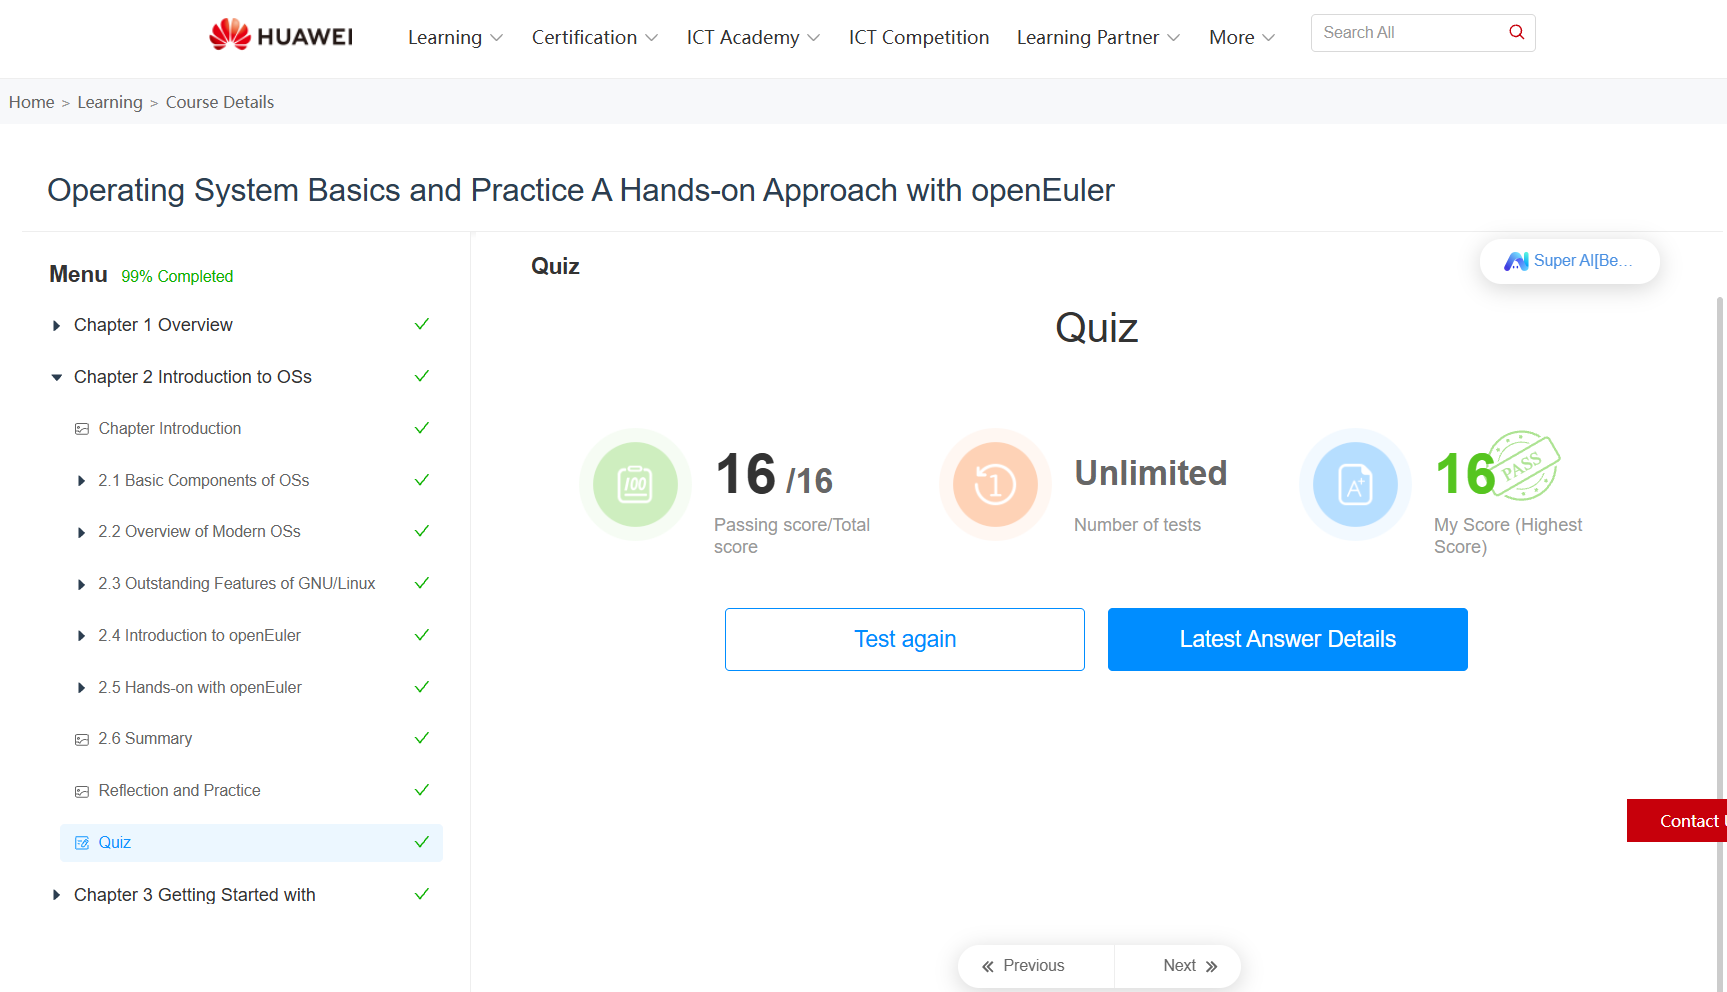 HUAWEI
Learning
Certification
ICT Academy
ICT Competition
Learning Partner
More
Search All
Home > Learning > Course Details
Operating System Basics and Practice A Hands-on Approach with openEuler
Menu 99% Completed
Chapter 1 Overview
Chapter 2 Introduction to OSs
Chapter Introduction
2.1 Basic Components of OSs
2.2 Overview of Modern OSs
2.3 Outstanding Features of GNU/Linux
2.4 Introduction to openEuler
2.5 Hands-on with openEuler
2.6 Summary
Reflection and Practice
Quiz
Chapter 3 Getting Started with
Quiz
Super AI[Be...
Quiz
100
16 /16
Passing score/Total
score
1
Unlimited
Number of tests
A+
16
PASS
My Score (Highest
Score)
Test again
Latest Answer Details
Contact
« Previous
Next »